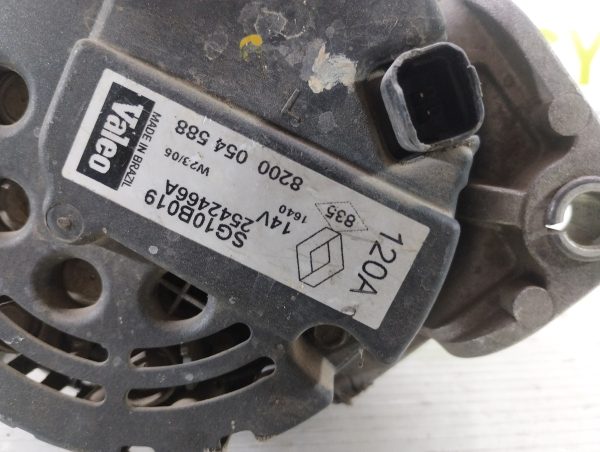 Valeo
MADE IN BRAZIL
W23/06
8200 054 588
SG10B019
14V 2542466A
1640
835
120A